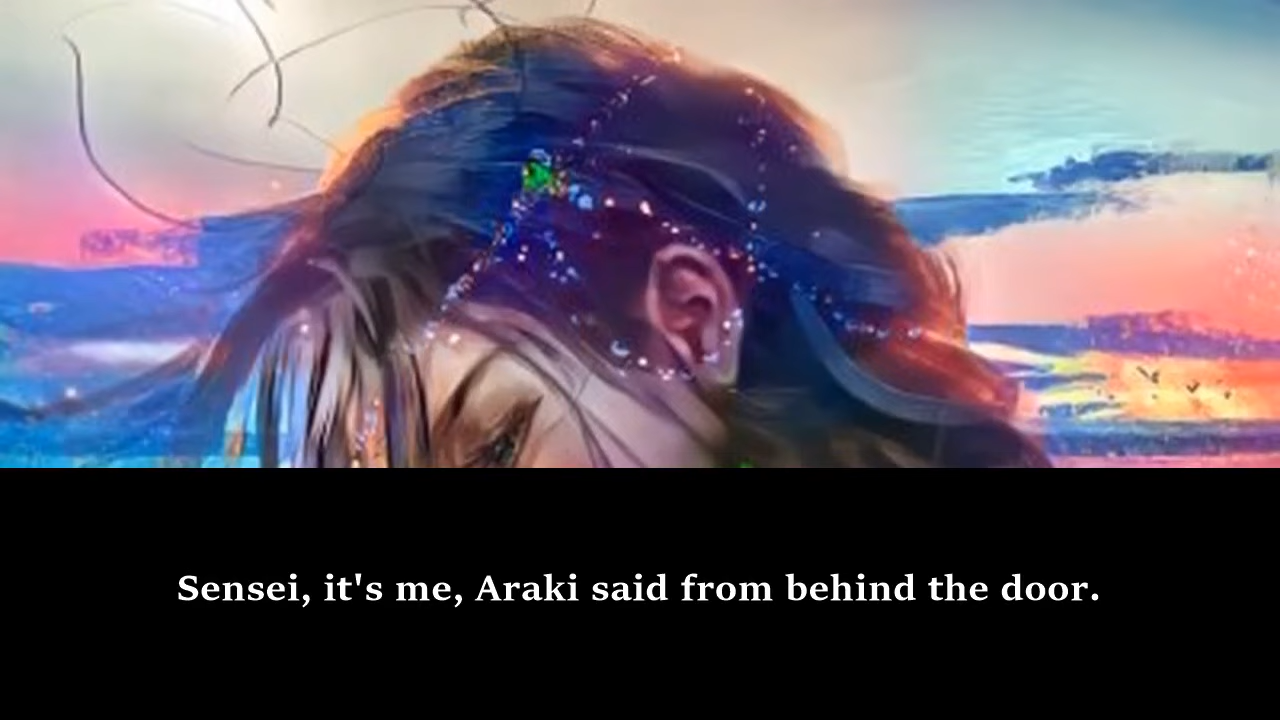 Sensei, it's me, Araki said from behind the door.